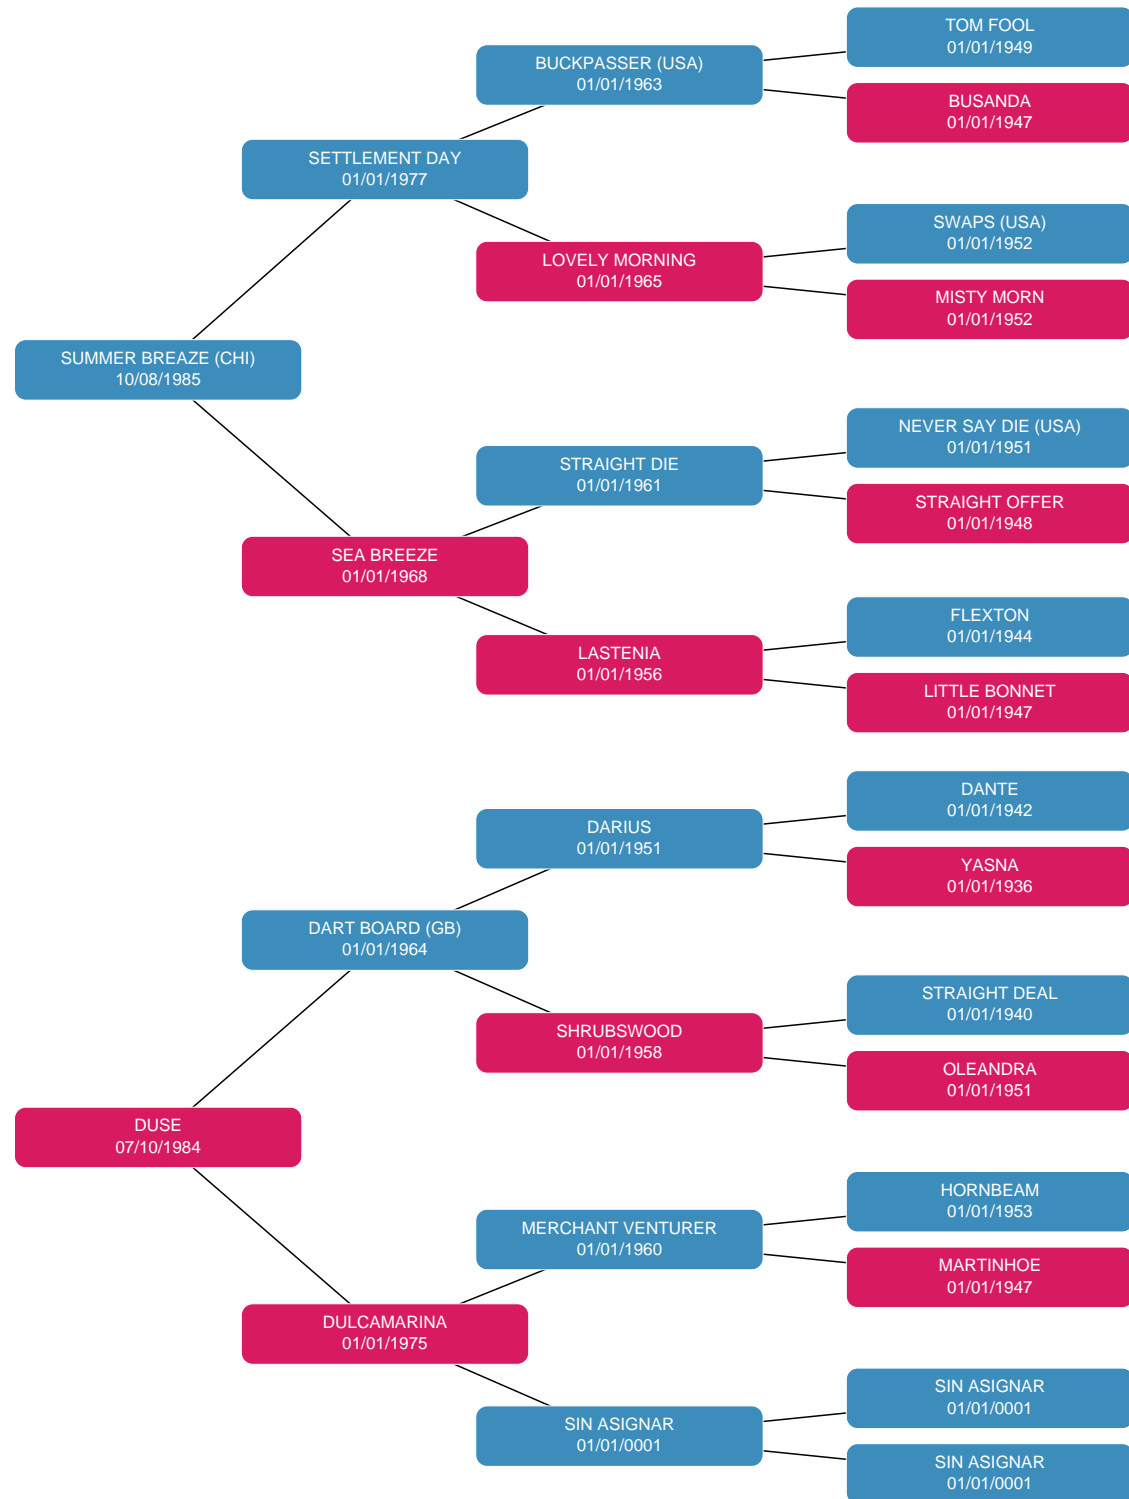 TOM FOOL
01/01/1949
BUCKPASSER (USA)
01/01/1963
BUSANDA
01/01/1947
SETTLEMENT DAY
01/01/1977
SWAPS (USA)
01/01/1952
LOVELY MORNING
01/01/1965
MISTY MORN
01/01/1952
SUMMER BREAZE (CHI)
10/08/1985
NEVER SAY DIE (USA)
01/01/1951
STRAIGHT DIE
01/01/1961
STRAIGHT OFFER
01/01/1948
SEA BREEZE
01/01/1968
FLEXTON
01/01/1944
LASTENIA
01/01/1956
LITTLE BONNET
01/01/1947
DANTE
01/01/1942
DARIUS
01/01/1951
YASNA
01/01/1936
DART BOARD (GB)
01/01/1964
STRAIGHT DEAL
01/01/1940
SHRUBSWOOD
01/01/1958
OLEANDRA
01/01/1951
DUSE
07/10/1984
HORNBEAM
01/01/1953
MERCHANT VENTURER
01/01/1960
MARTINHOE
01/01/1947
DULCAMARINA
01/01/1975
SIN ASIGNAR
01/01/0001
SIN ASIGNAR
01/01/0001
SIN ASIGNAR
01/01/0001